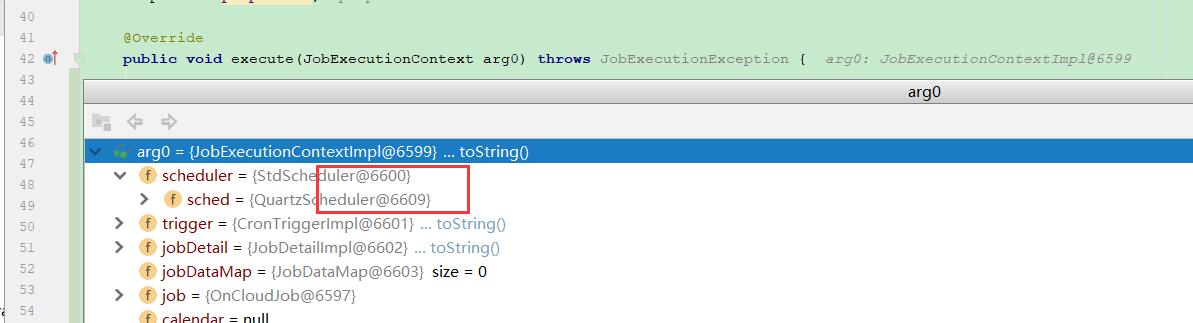 40
41 @Override
42 public void execute(JobExecutionContext arg0) throws JobExecutionException { arg0: JobExecutionContextImpl@6599
43
44 arg0
45
46 arg0 = {JobExecutionContextImpl@6599} ... toString()
47 scheduler = {StdScheduler@6600}
48
49 sched = {QuartzScheduler@6609}
50 trigger = {CronTriggerImpl@6601} ... toString()
51 jobDetail = {JobDetailImpl@6602} ... toString()
52 jobDataMap = {JobDataMap@6603} size = 0
53 job = {OnCloudJob@6597}
54 calendar = null